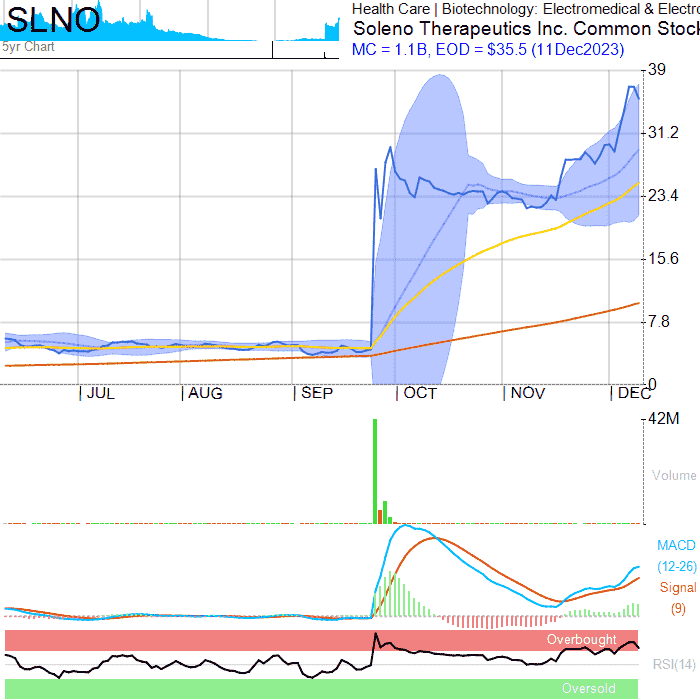 SLNO
5yr Chart
Health Care | Biotechnology: Electromedical & Electro
Soleno Therapeutics Inc. Common Stock
MC = 1.1B, EOD = $35.5 (11Dec2023)
39
31.2
23.4
15.6
7.8
0
JUL AUG SEP OCT NOV DEC
42M
Volume
MACD
(12-26)
Signal
(9)
Overbought
RSI(14)
Oversold